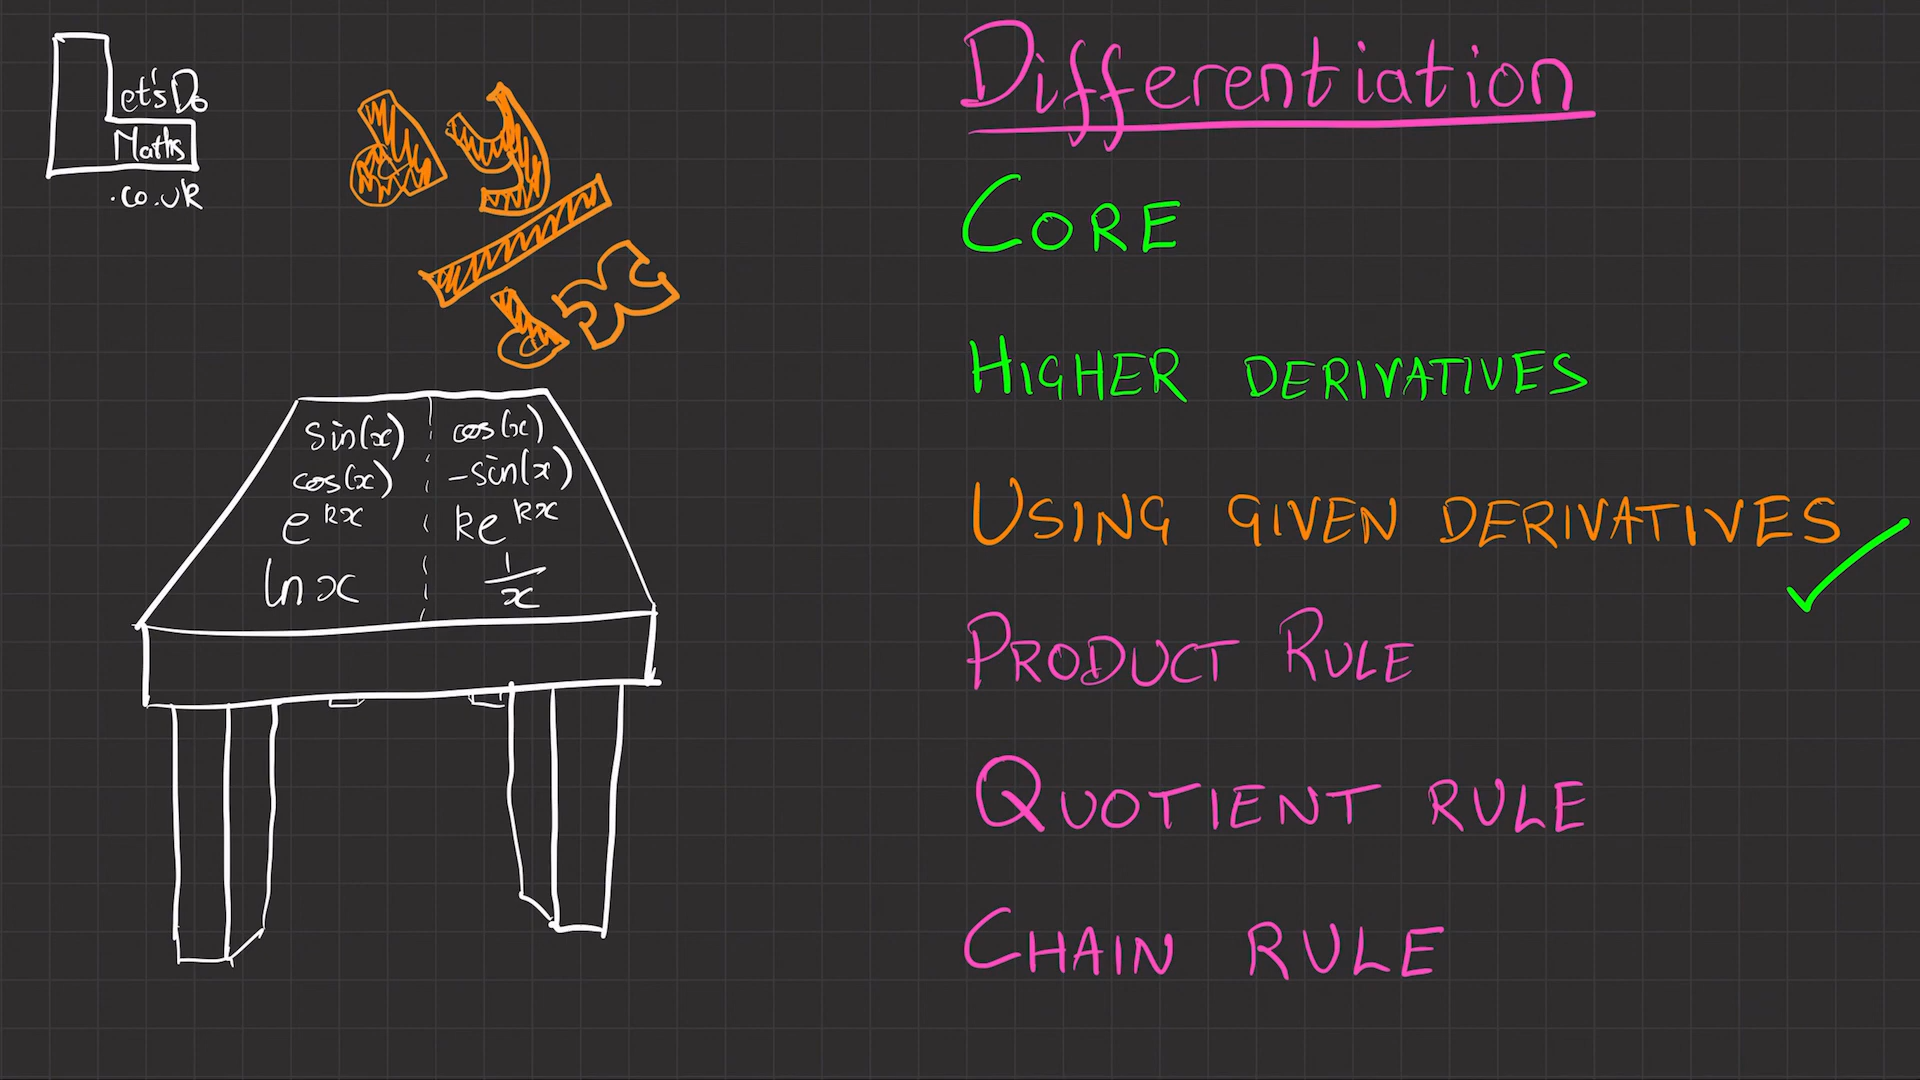 Let's Do
Maths
.co.uk
dy
dx
sin(x) cos(x)
cos(x) -sin(x)
e^kx ke^kx
ln x 1/x
Differentiation
CORE
HIGHER DERIVATIVES
USING GIVEN DERIVATIVES
PRODUCT RULE
QUOTIENT RULE
CHAIN RULE